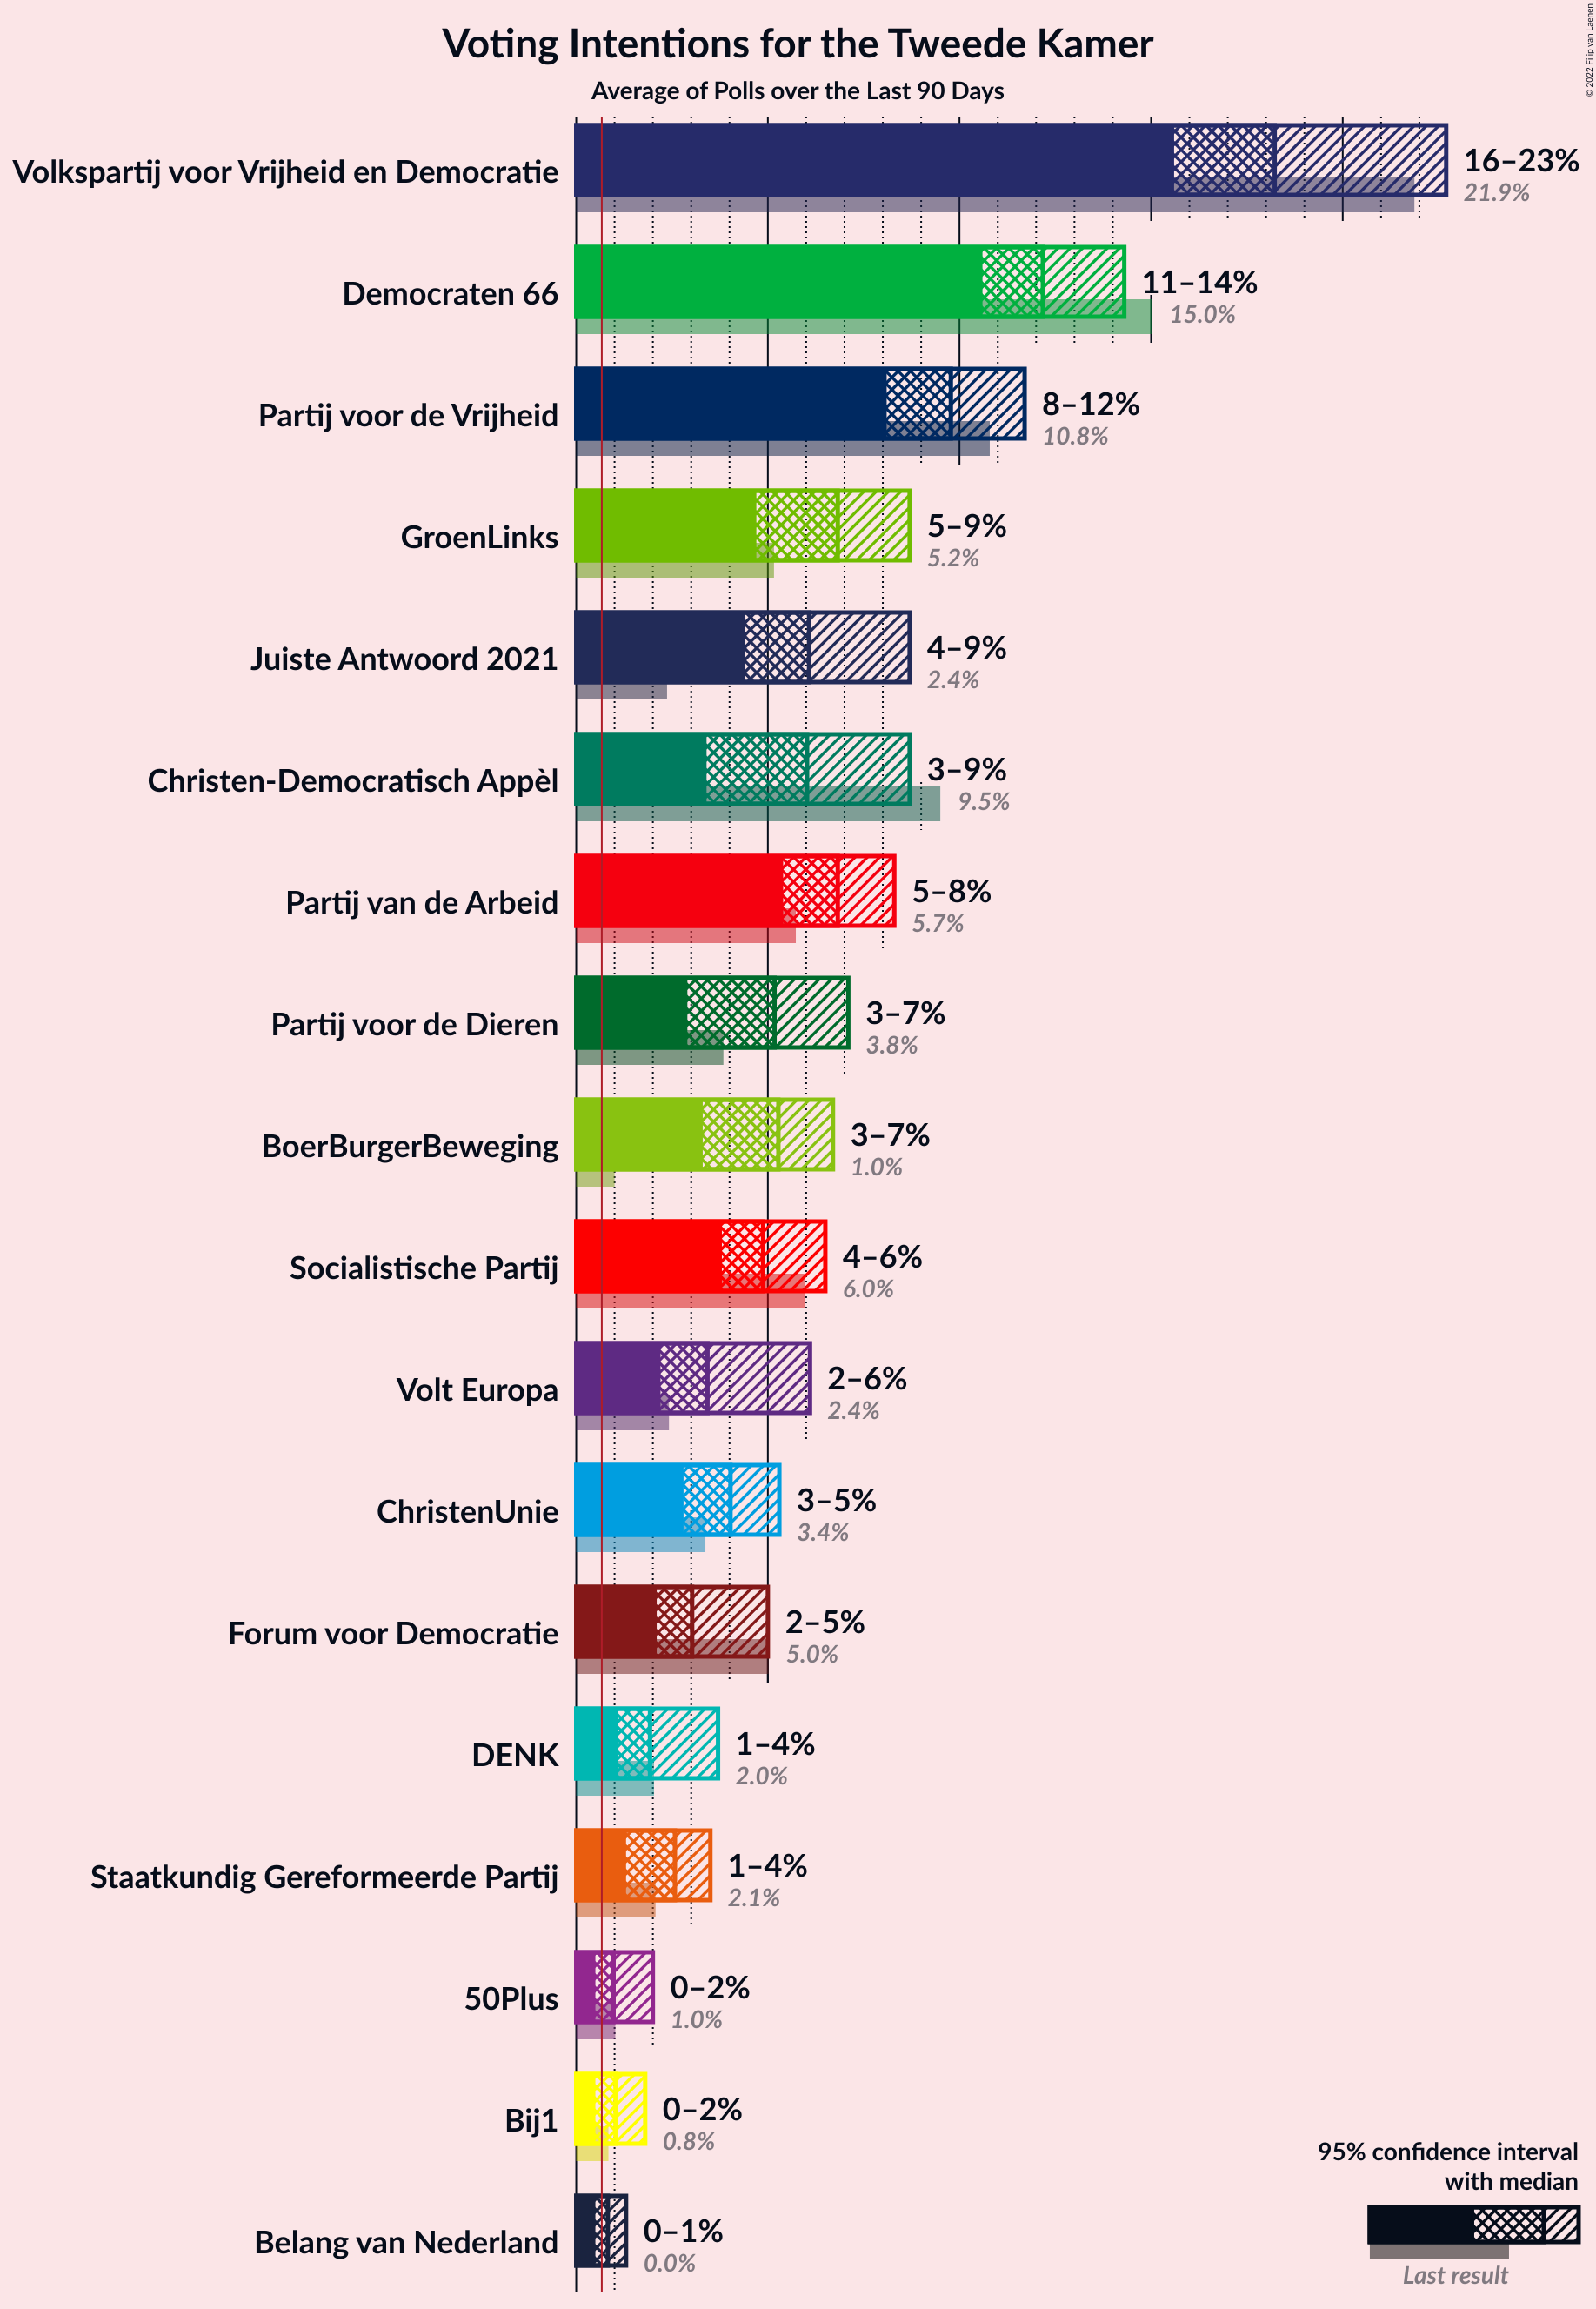 Voting Intentions for the Tweede Kamer
Average of Polls over the Last 90 Days
© 2022 Filip van Laenen
Volkspartij voor Vrijheid en Democratie
16–23%
21.9%
Democraten 66
11–14%
15.0%
Partij voor de Vrijheid
8–12%
10.8%
GroenLinks
5–9%
5.2%
Juiste Antwoord 2021
4–9%
2.4%
Christen-Democratisch Appèl
3–9%
9.5%
Partij van de Arbeid
5–8%
5.7%
Partij voor de Dieren
3–7%
3.8%
BoerBurgerBeweging
3–7%
1.0%
Socialistische Partij
4–6%
6.0%
Volt Europa
2–6%
2.4%
ChristenUnie
3–5%
3.4%
Forum voor Democratie
2–5%
5.0%
DENK
1–4%
2.0%
Staatkundig Gereformeerde Partij
1–4%
2.1%
50Plus
0–2%
1.0%
Bij1
0–2%
0.8%
Belang van Nederland
0–1%
0.0%
95% confidence interval
with median
Last result